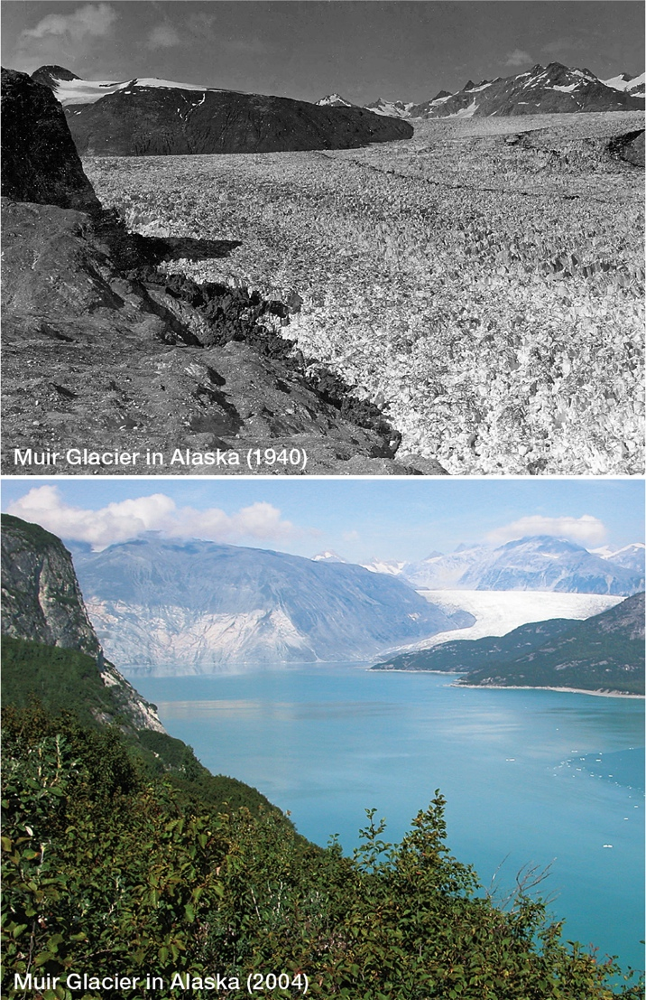 Muir Glacier in Alaska (1940)
Muir Glacier in Alaska (2004)